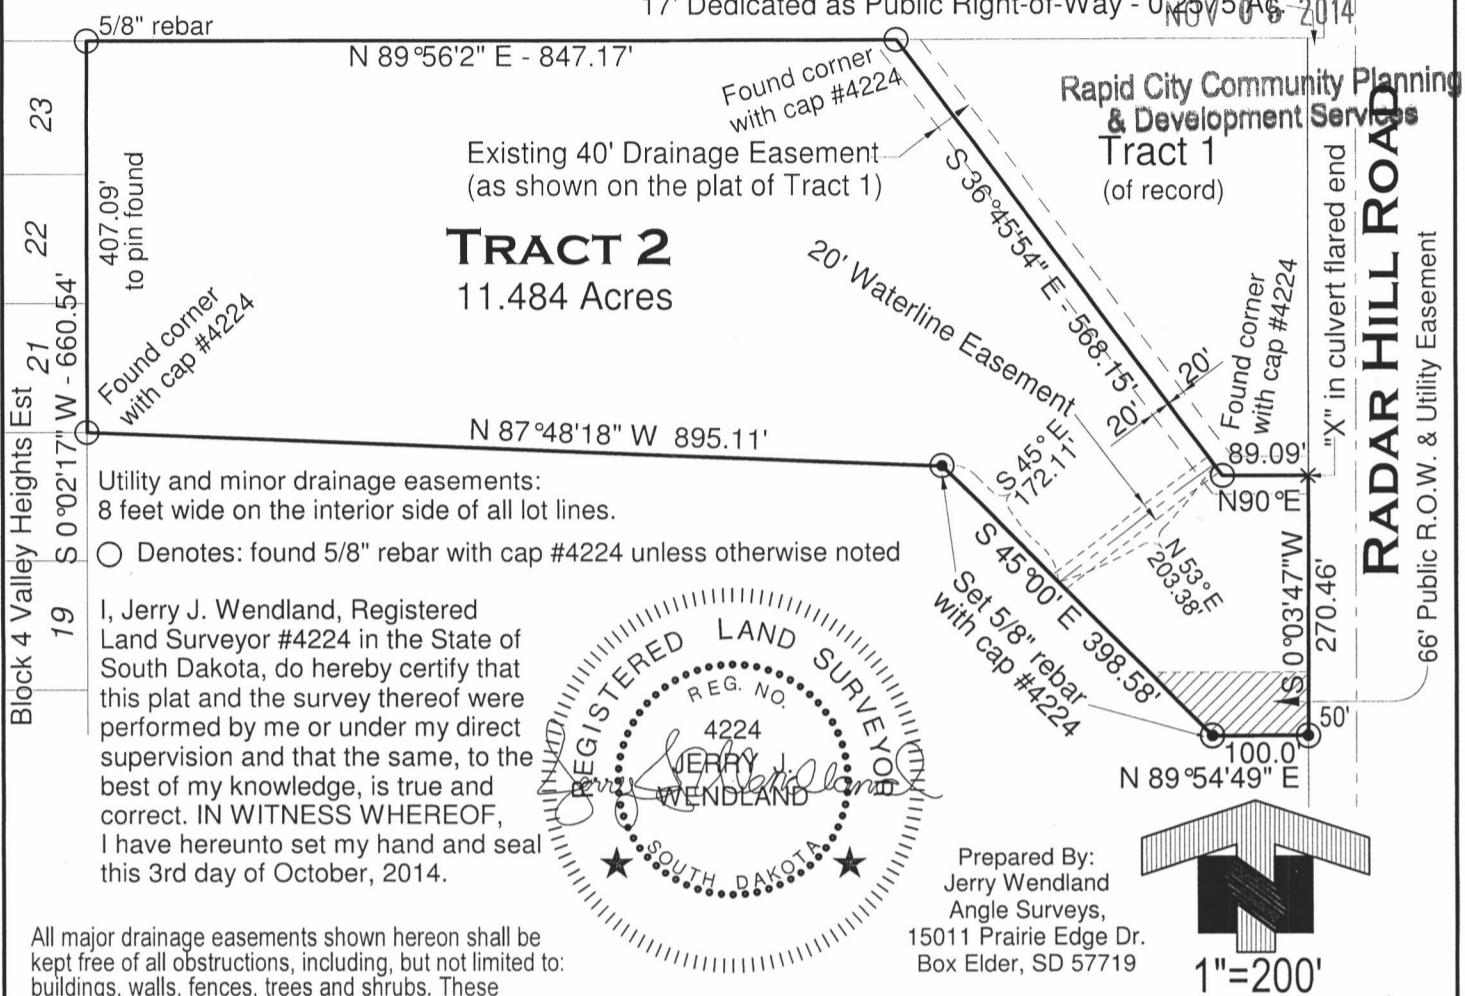 17' Dedicated as Public Right-of-Way -
2014
Rapid City Community Planning
& Development Services
5/8" rebar
N 89°56'2" E - 847.17'
Found corner
with cap #4224
Existing 40' Drainage Easement
(as shown on the plat of Tract 1)
Tract 1
(of record)
S 36°45'54" E - 568.15'
TRACT 2
11.484 Acres
407.09'
to pin found
23
22
21
19
Block 4 Valley Heights Est
S 0°02'17" W - 660.54'
Found corner
with cap #4224
20' Waterline Easement
20'
20'
Found corner
with cap #4224
"X" in culvert flared end
RADAR HILL ROAD
66' Public R.O.W. & Utility Easement
89.09'
N90°E
N 87°48'18" W 895.11'
S 45° E
172.11'
N 53° E
203.38'
S 45°00' E 398.58'
S 0°03'47"W
270.46'
50'
100.0'
N 89°54'49" E
Set 5/8" rebar
with cap #4224
Utility and minor drainage easements:
8 feet wide on the interior side of all lot lines.
Denotes: found 5/8" rebar with cap #4224 unless otherwise noted
I, Jerry J. Wendland, Registered
Land Surveyor #4224 in the State of
South Dakota, do hereby certify that
this plat and the survey thereof were
performed by me or under my direct
supervision and that the same, to the
best of my knowledge, is true and
correct. IN WITNESS WHEREOF,
I have hereunto set my hand and seal
this 3rd day of October, 2014.
REGISTERED LAND SURVEYOR
REG. NO.
4224
JERRY J.
WENDLAND
SOUTH DAKOTA
Jerry J Wendland
Prepared By:
Jerry Wendland
Angle Surveys,
15011 Prairie Edge Dr.
Box Elder, SD 57719
N
1"=200'
All major drainage easements shown hereon shall be
kept free of all obstructions, including, but not limited to:
buildings, walls, fences, trees and shrubs. These